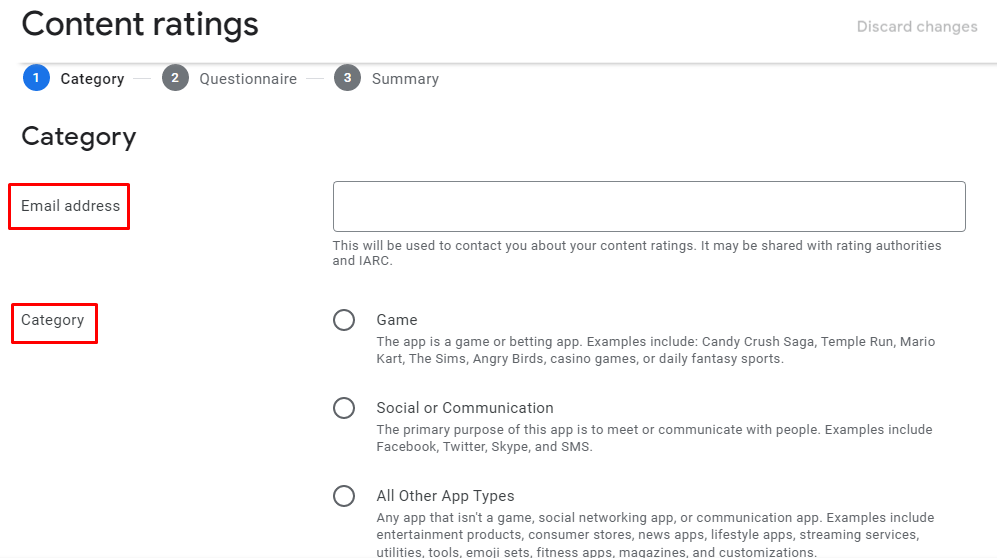 Content ratings
Discard changes
1 Category
2 Questionnaire
3 Summary
Category
Email address
This will be used to contact you about your content ratings. It may be shared with rating authorities
and IARC.
Category
Game
The app is a game or betting app. Examples include: Candy Crush Saga, Temple Run, Mario
Kart, The Sims, Angry Birds, casino games, or daily fantasy sports.
Social or Communication
The primary purpose of this app is to meet or communicate with people. Examples include
Facebook, Twitter, Skype, and SMS.
All Other App Types
Any app that isn't a game, social networking app, or communication app. Examples include
entertainment products, consumer stores, news apps, lifestyle apps, streaming services,
utilities, tools, emoji sets, fitness apps, magazines, and customizations.